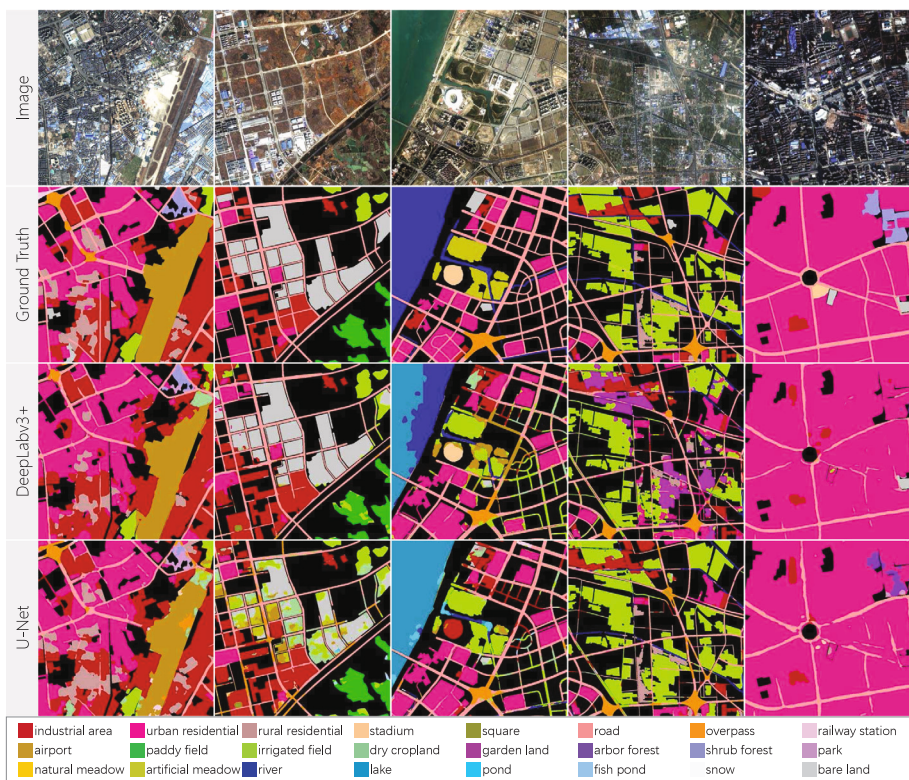 Image
Ground Truth
DeepLabv3+
U-Net
industrial area urban residential rural residential stadium square road overpass railway station
airport paddy field irrigated field dry cropland garden land arbor forest shrub forest park
natural meadow artificial meadow river lake pond fish pond snow bare land